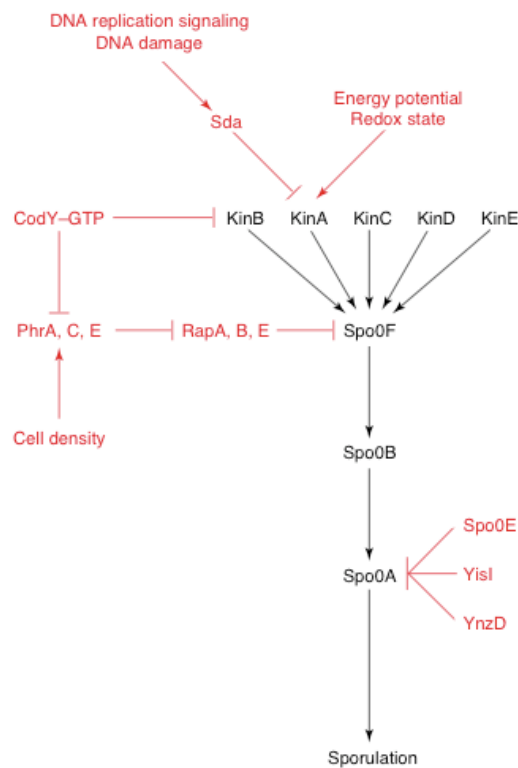 DNA replication signaling
DNA damage
Energy potential
Redox state
Sda
CodY–GTP
KinB
KinA
KinC
KinD
KinE
PhrA, C, E
RapA, B, E
Spo0F
Cell density
Spo0B
Spo0E
Spo0A
YisI
YnzD
Sporulation